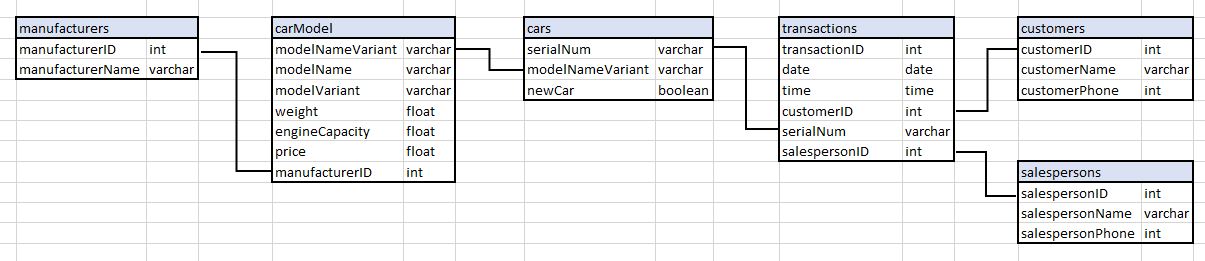 manufacturers
manufacturerID int
manufacturerName varchar
carModel
modelNameVariant varchar
modelName varchar
modelVariant varchar
weight float
engineCapacity float
price float
manufacturerID int
cars
serialNum varchar
modelNameVariant varchar
newCar boolean
transactions
transactionID int
date date
time time
customerID int
serialNum varchar
salespersonID int
customers
customerID int
customerName varchar
customerPhone int
salespersons
salespersonID int
salespersonName varchar
salespersonPhone int